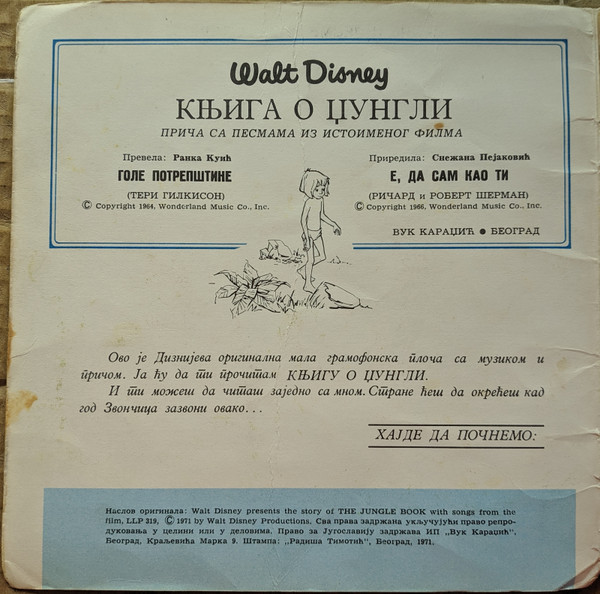 Walt Disney
КЊИГА О ЏУНГЛИ
ПРИЧА СА ПЕСМАМА ИЗ ИСТОИМЕНОГ ФИЛМА
Превела: Ранка Куић
ГОЛЕ ПОТРЕПШТИНЕ
(ТЕРИ ГИЛКИСОН)
© Copyright 1964, Wonderland Music Co., Inc.
Приредила: Снежана Пејаковић
Е, ДА САМ КАО ТИ
(РИЧАРД и РОБЕРТ ШЕРМАН)
© Copyright 1966, Wonderland Music Co., Inc.
ВУК КАРАЏИЋ ● БЕОГРАД
Ово је Дизнијева оригинална мала грамофонска плоча са музиком и
причом. Ја ћу да ти прочитам КЊИГУ О ЏУНГЛИ.
И ти можеш да читаш заједно са мном. Стране ћеш да окрећеш кад
год Звончица зазвони овако...
ХАЈДЕ ДА ПОЧНЕМО:
Наслов оригинала: Walt Disney presents the story of THE JUNGLE BOOK with songs from the
film, LLP 319, © 1971 by Walt Disney Productions. Сва права задржана укључујући право репро-
дуковања у целини или у деловима. Право за Југославију задржава ИП „Вук Караџић",
Београд, Краљевића Марка 9. Штампа: „Радиша Тимотић", Београд, 1971.